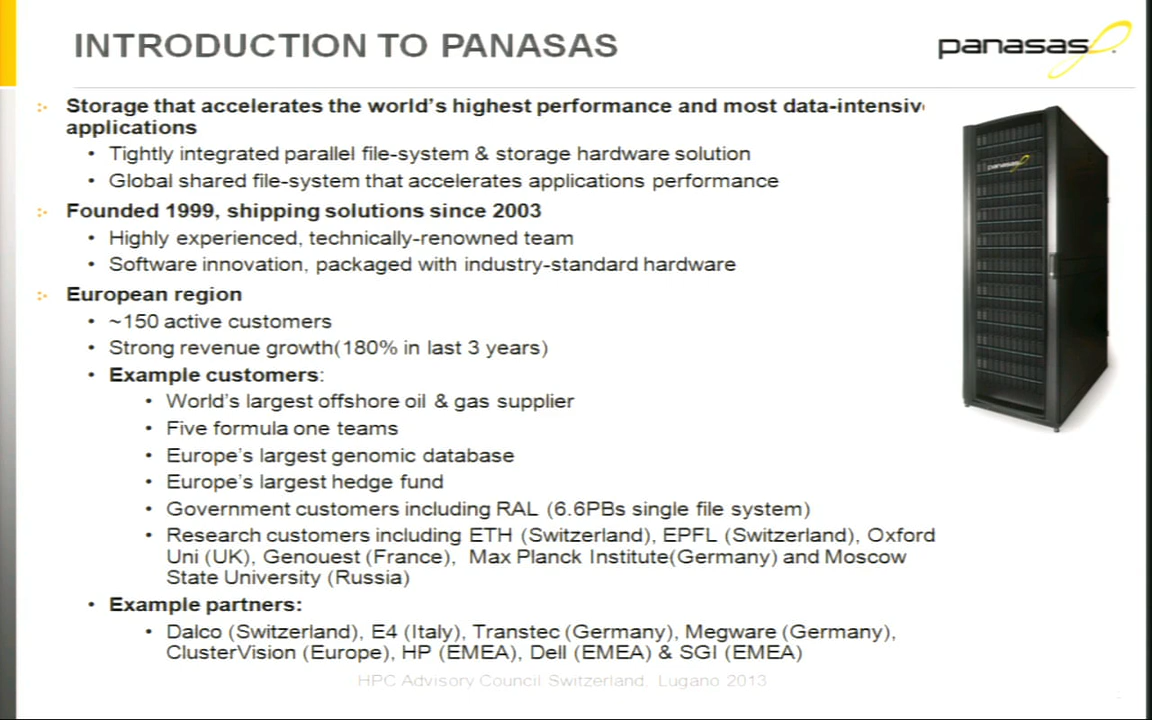 INTRODUCTION TO PANASAS
panasas
Storage that accelerates the world's highest performance and most data-intensiv
applications
• Tightly integrated parallel file-system & storage hardware solution
• Global shared file-system that accelerates applications performance
Founded 1999, shipping solutions since 2003
• Highly experienced, technically-renowned team
• Software innovation, packaged with industry-standard hardware
European region
• ~150 active customers
• Strong revenue growth(180% in last 3 years)
• Example customers:
• World's largest offshore oil & gas supplier
• Five formula one teams
• Europe's largest genomic database
• Europe's largest hedge fund
• Government customers including RAL (6.6PBs single file system)
• Research customers including ETH (Switzerland), EPFL (Switzerland), Oxford
Uni (UK), Genouest (France), Max Planck Institute(Germany) and Moscow
State University (Russia)
• Example partners:
• Dalco (Switzerland), E4 (Italy), Transtec (Germany), Megware (Germany),
ClusterVision (Europe), HP (EMEA), Dell (EMEA) & SGI (EMEA)
HPC Advisory Council Switzerland, Lugano 2013
panasas